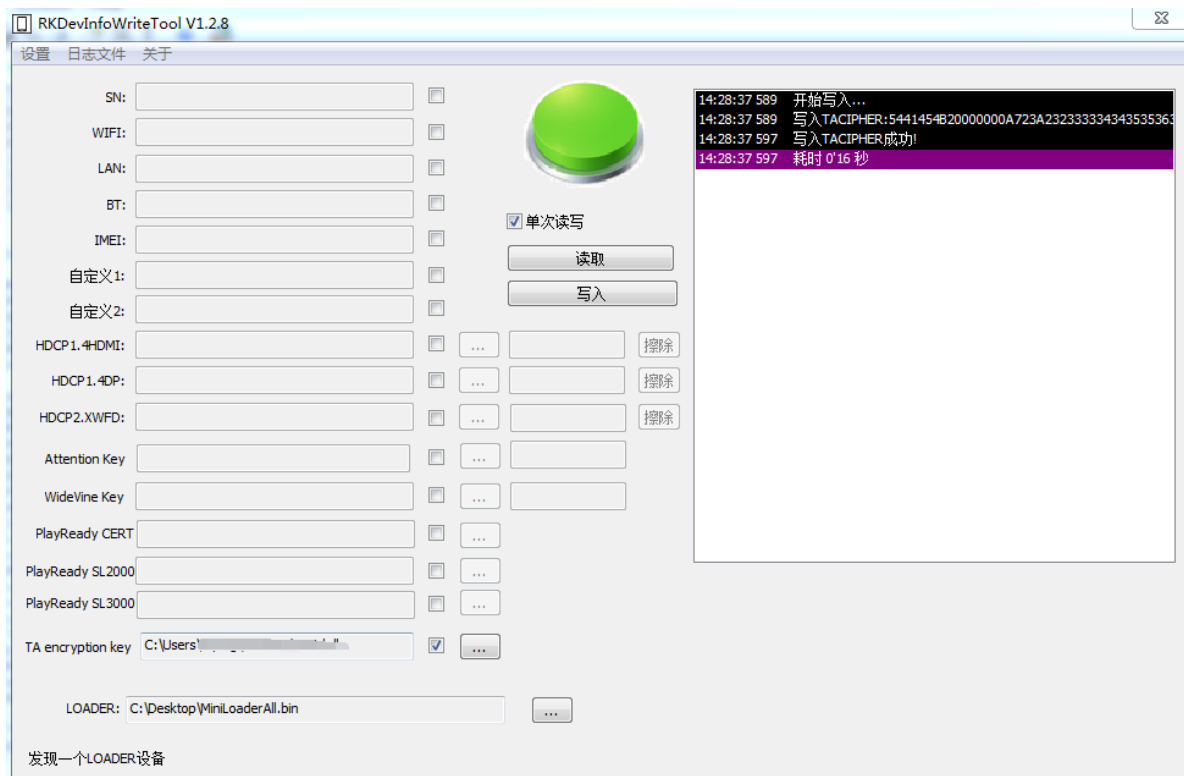 RKDevInfoWriteTool V1.2.8
设置 日志文件 关于
SN:
WIFI:
LAN:
BT:
IMEI:
自定义1:
自定义2:
HDCP1.4HDMI: ... 擦除
HDCP1.4DP: ... 擦除
HDCP2.XWFD: ... 擦除
Attention Key ...
WideVine Key ...
PlayReady CERT ...
PlayReady SL2000 ...
PlayReady SL3000 ...
TA encryption key C:\Users\ ...
LOADER: C:\Desktop\MiniLoaderAll.bin ...
发现一个LOADER设备
单次读写
读取
写入
14:28:37 589 开始写入...
14:28:37 589 写入TACIPHER:5441454B20000000A723A232333334343535363
14:28:37 597 写入TACIPHER成功!
14:28:37 597 耗时 0'16 秒